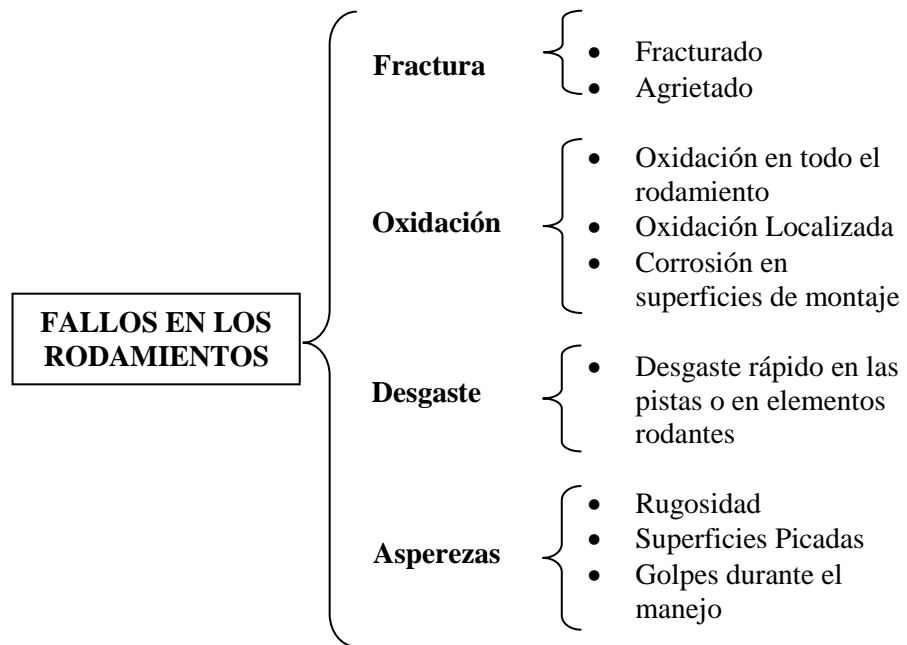 FALLOS EN LOS
RODAMIENTOS
Fractura
• Fracturado
• Agrietado
Oxidación
• Oxidación en todo el
rodamiento
• Oxidación Localizada
• Corrosión en
superficies de montaje
Desgaste
• Desgaste rápido en las
pistas o en elementos
rodantes
Asperezas
• Rugosidad
• Superficies Picadas
• Golpes durante el
manejo